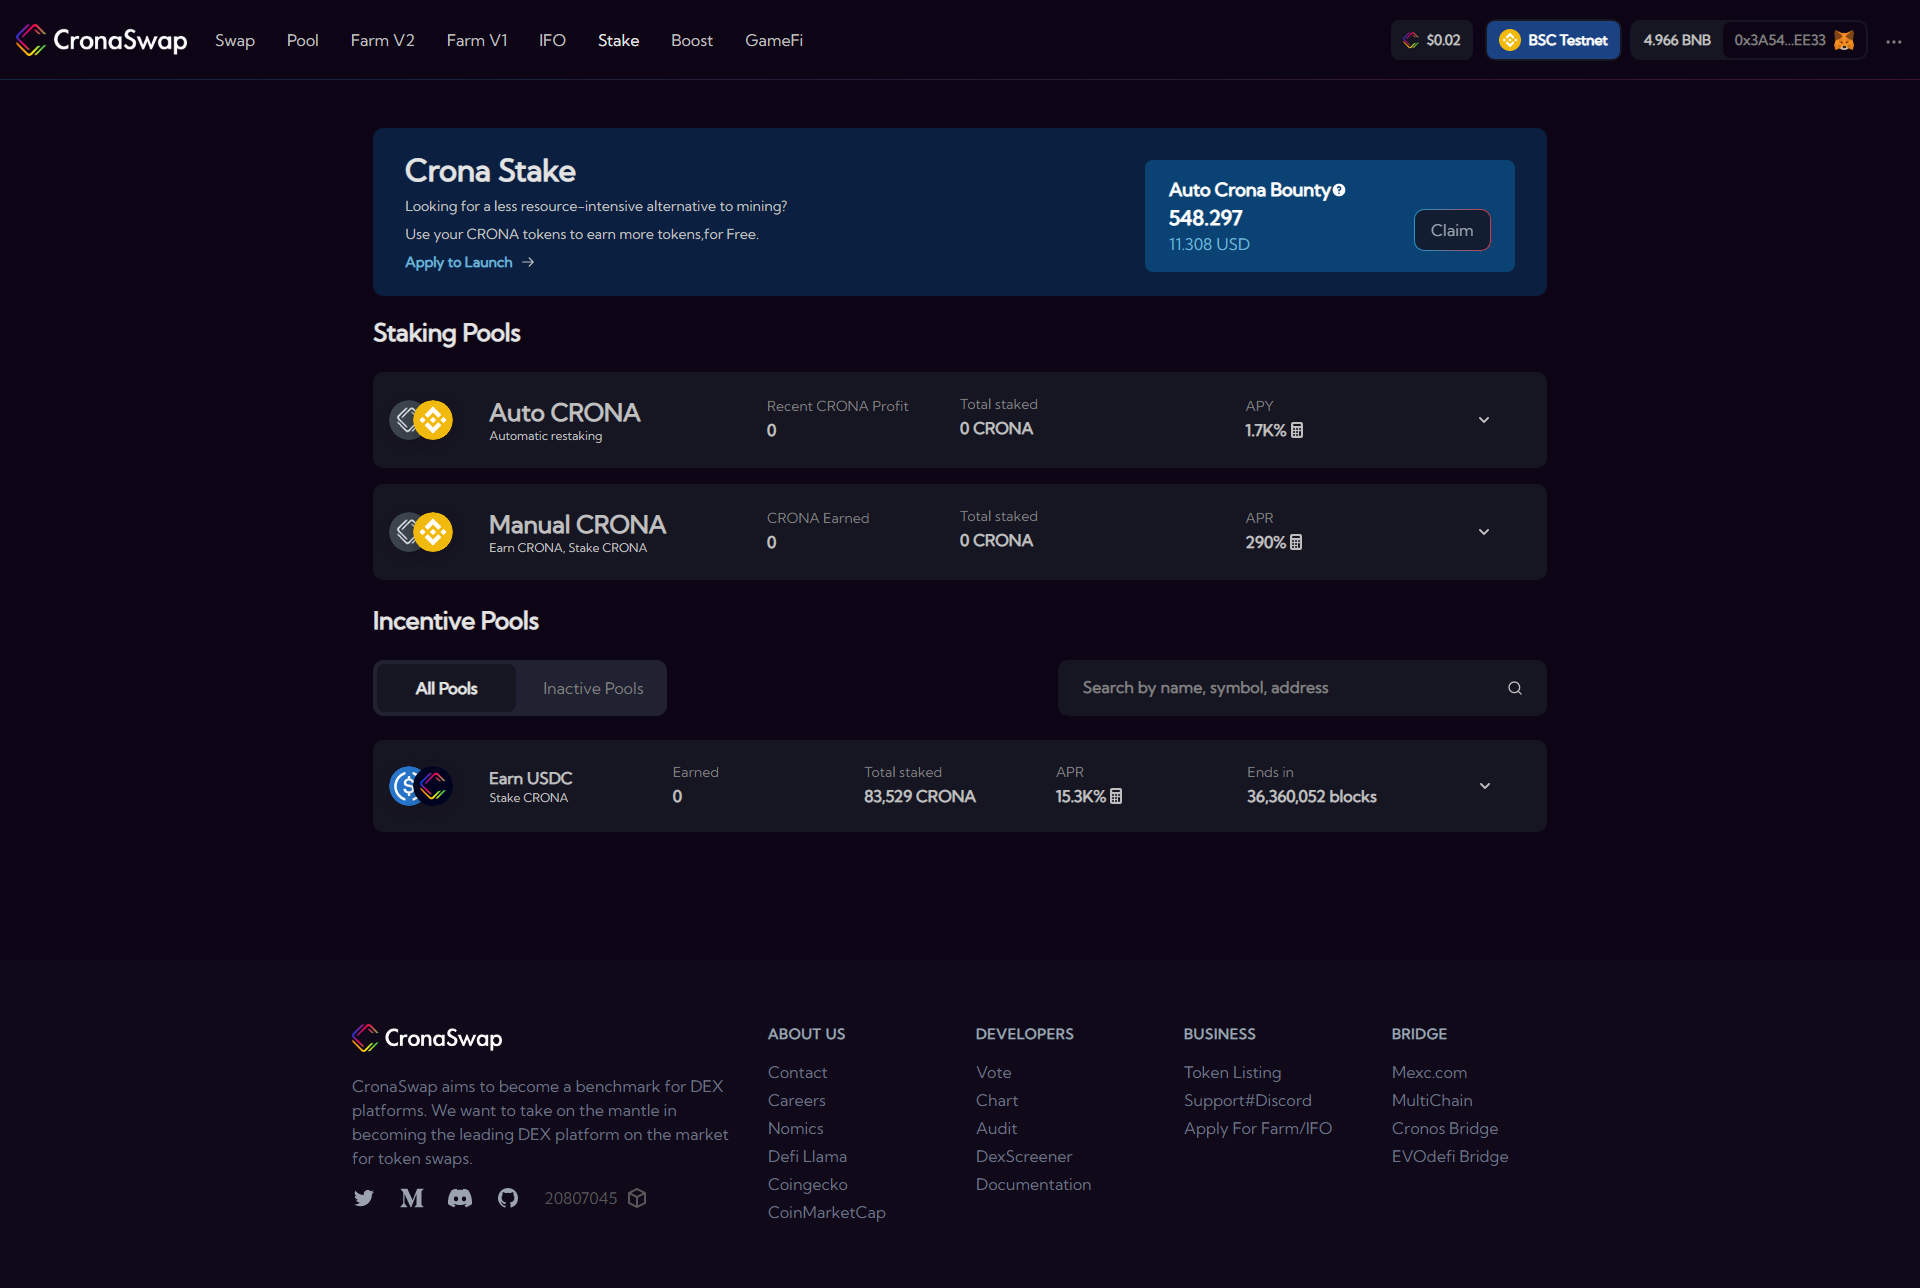 CronaSwap
Swap
Pool
Farm V2
Farm V1
IFO
Stake
Boost
GameFi
$0.02
BSC Testnet
4.966 BNB
0x3A54...EE33
Crona Stake
Looking for a less resource-intensive alternative to mining?
Use your CRONA tokens to earn more tokens,for Free.
Apply to Launch
Auto Crona Bounty
548.297
11.308 USD
Claim
Staking Pools
Auto CRONA
Automatic restaking
Recent CRONA Profit
0
Total staked
0 CRONA
APY
1.7K%
Manual CRONA
Earn CRONA, Stake CRONA
CRONA Earned
0
Total staked
0 CRONA
APR
290%
Incentive Pools
All Pools
Inactive Pools
Search by name, symbol, address
Earn USDC
Stake CRONA
Earned
0
Total staked
83,529 CRONA
APR
15.3K%
Ends in
36,360,052 blocks
CronaSwap
CronaSwap aims to become a benchmark for DEX
platforms. We want to take on the mantle in
becoming the leading DEX platform on the market
for token swaps.
20807045
ABOUT US
Contact
Careers
Nomics
Defi Llama
Coingecko
CoinMarketCap
DEVELOPERS
Vote
Chart
Audit
DexScreener
Documentation
BUSINESS
Token Listing
Support#Discord
Apply For Farm/IFO
BRIDGE
Mexc.com
MultiChain
Cronos Bridge
EVOdefi Bridge